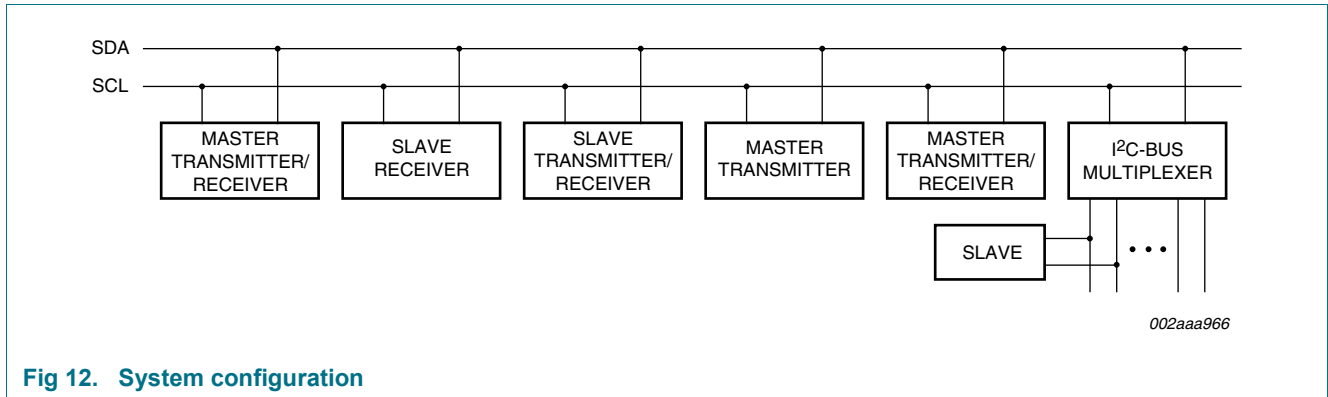 SDA
SCL
MASTER
TRANSMITTER/
RECEIVER
SLAVE
RECEIVER
SLAVE
TRANSMITTER/
RECEIVER
MASTER
TRANSMITTER
MASTER
TRANSMITTER/
RECEIVER
I²C-BUS
MULTIPLEXER
SLAVE
002aaa966
Fig 12. System configuration